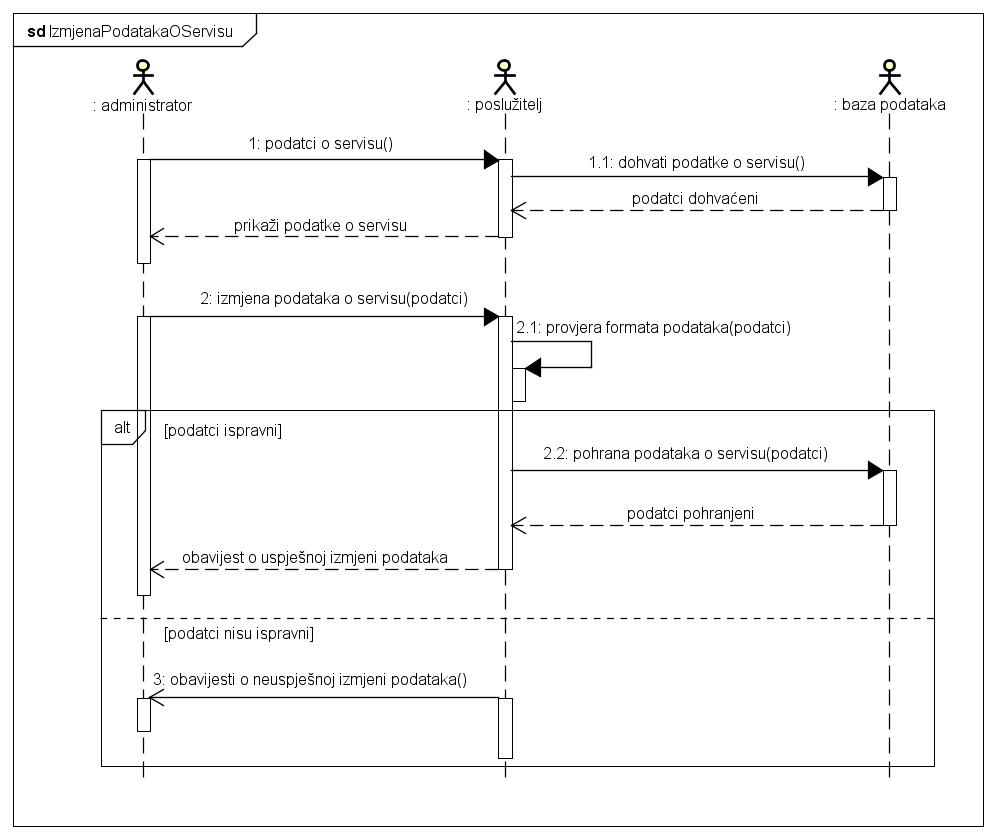 sd IzmjenaPodatakaOServisu
: administrator
: poslužitelj
: baza podataka
1: podatci o servisu()
1.1: dohvati podatke o servisu()
podatci dohvaćeni
prikaži podatke o servisu
2: izmjena podataka o servisu(podatci)
2.1: provjera formata podataka(podatci)
alt
[podatci ispravni]
2.2: pohrana podataka o servisu(podatci)
podatci pohranjeni
obavijest o uspješnoj izmjeni podataka
[podatci nisu ispravni]
3: obavijesti o neuspješnoj izmjeni podataka()